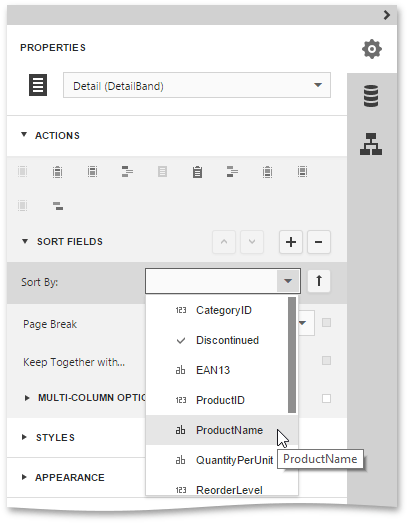 PROPERTIES
Detail (DetailBand)
ACTIONS
SORT FIELDS
Sort By:
123 CategoryID
Page Break
Discontinued
Keep Together with...
ab EAN13
123 ProductID
MULTI-COLUMN OPTIO
ab ProductName
STYLES
ProductName
ab QuantityPerUnit
APPEARANCE
123 ReorderLevel